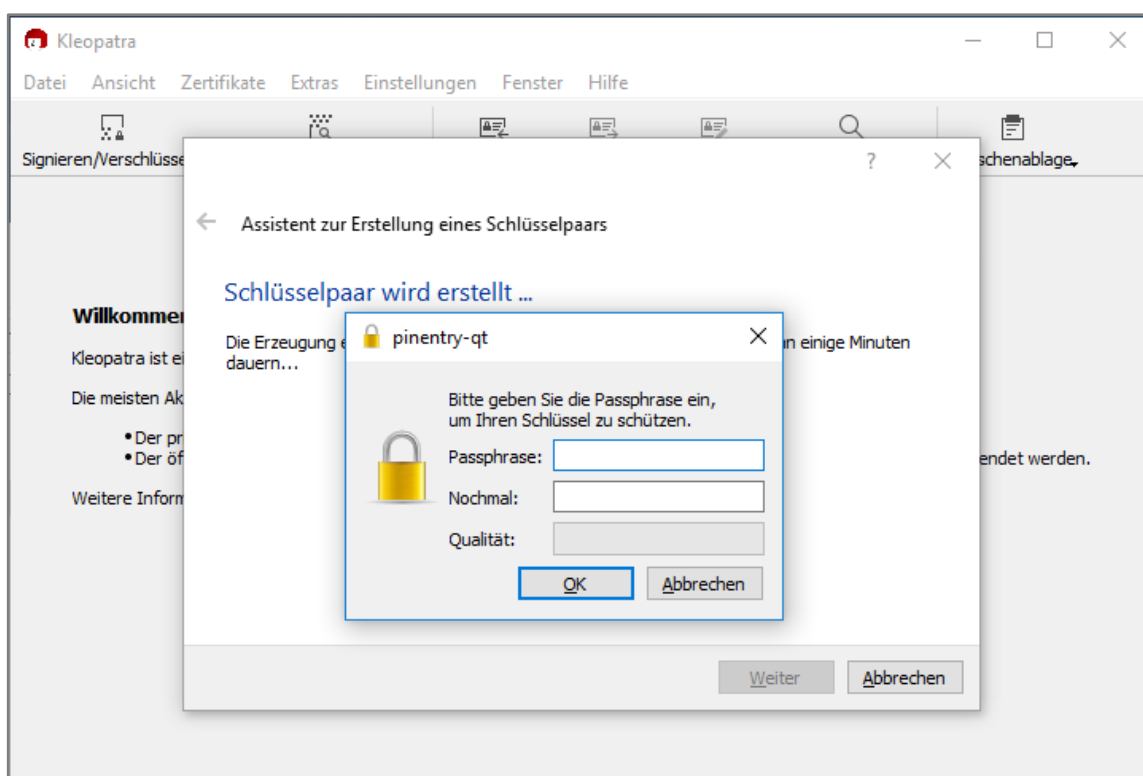 Kleopatra
Datei Ansicht Zertifikate Extras Einstellungen Fenster Hilfe
Signieren/Verschlüsse
schenablage
?
Assistent zur Erstellung eines Schlüsselpaars
Schlüsselpaar wird erstellt ...
Willkomme
Die Erzeugung
n einige Minuten
dauern...
Kleopatra ist ei
Die meisten Ak
• Der pr
• Der öf
endet werden.
Weitere Inform
pinentry-qt
Bitte geben Sie die Passphrase ein,
um Ihren Schlüssel zu schützen.
Passphrase:
Nochmal:
Qualität:
OK Abbrechen
Weiter Abbrechen